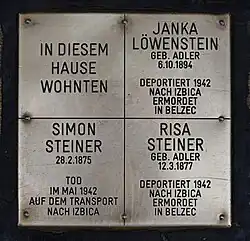 IN DIESEM
HAUSE
WOHNTEN
JANKA
LÖWENSTEIN
GEB. ADLER
6.10.1894
DEPORTIERT 1942
NACH IZBICA
ERMORDET
IN BELZEC
SIMON
STEINER
28.2.1875
TOD
IM MAI 1942
AUF DEM TRANSPORT
NACH IZBICA
RISA
STEINER
GEB. ADLER
12.3.1877
DEPORTIERT 1942
NACH IZBICA
ERMORDET
IN BELZEC